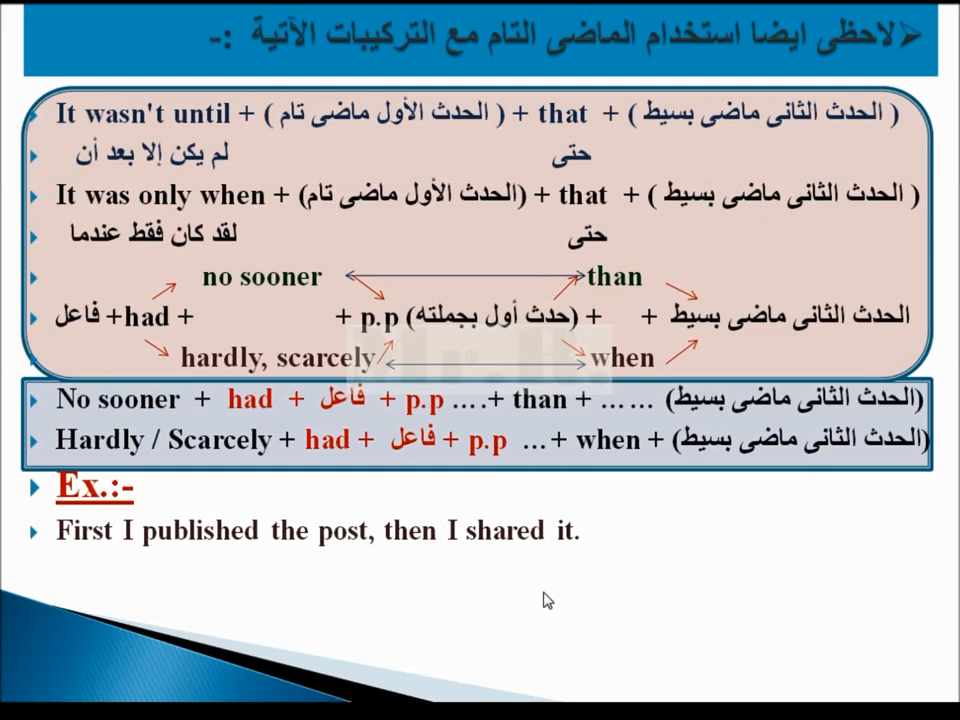 لاحظى ايضا استخدام الماضى التام مع التركيبات الآتية :-
It wasn't until + ( الحدث الأول ماضى تام ) + that + ( الحدث الثانى ماضى بسيط )
لم يكن إلا بعد أن حتى
It was only when + (الحدث الأول ماضى تام) + that + ( الحدث الثانى ماضى بسيط )
لقد كان فقط عندما حتى
no sooner than
فاعل +had + + p.p (حدث أول بجملته) + + الحدث الثانى ماضى بسيط
hardly, scarcely when
No sooner + had + فاعل + p.p ….+ than + …… (الحدث الثانى ماضى بسيط)
Hardly / Scarcely + had + فاعل + p.p …+ when + (الحدث الثانى ماضى بسيط)
Ex.:-
First I published the post, then I shared it.